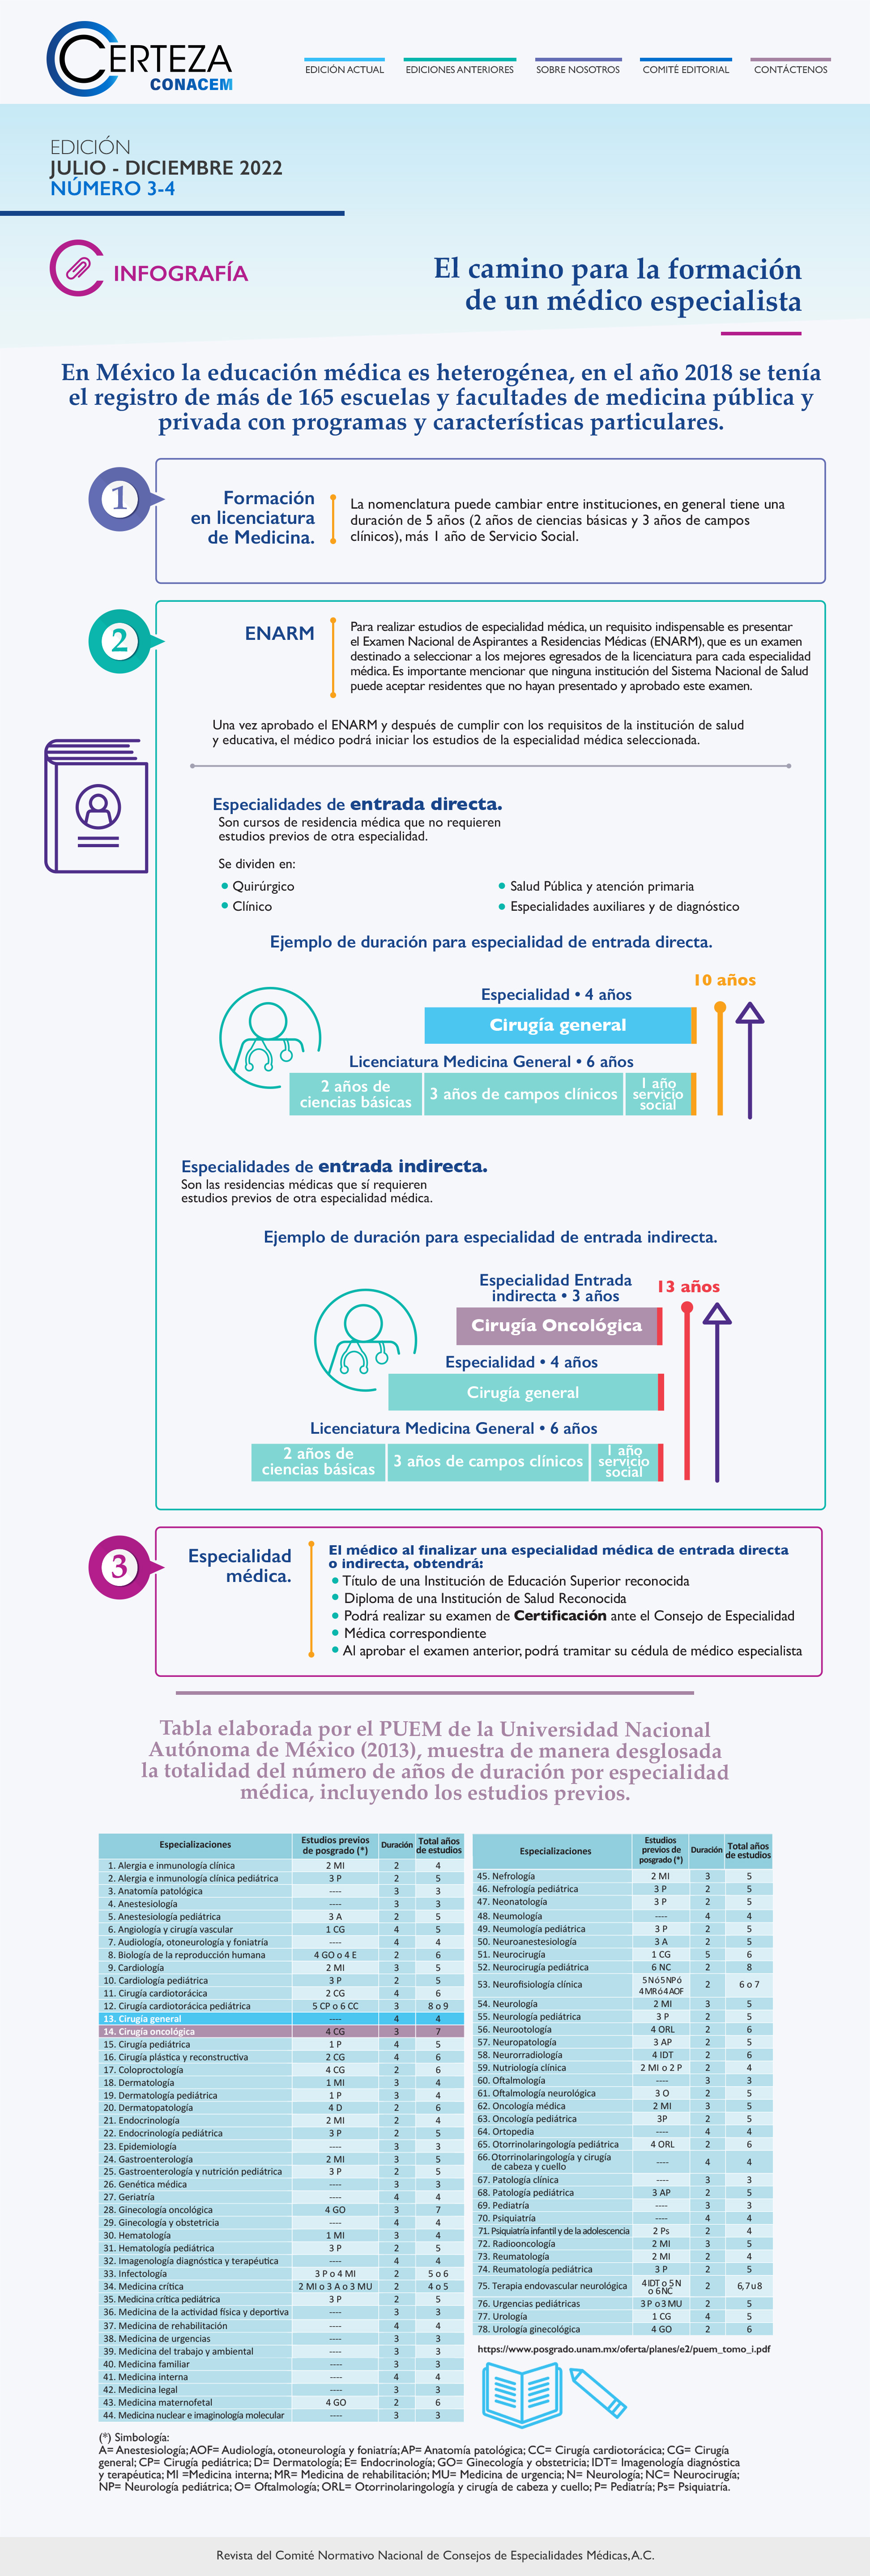 CERTEZA
CONACEM
EDICIÓN ACTUAL
EDICIONES ANTERIORES
SOBRE NOSOTROS
COMITÉ EDITORIAL
CONTÁCTENOS
EDICIÓN
JULIO - DICIEMBRE 2022
NÚMERO 3-4
INFOGRAFÍA
El camino para la formación
de un médico especialista
En México la educación médica es heterogénea, en el año 2018 se tenía
el registro de más de 165 escuelas y facultades de medicina pública y
privada con programas y características particulares.
1
Formación
en licenciatura
de Medicina.
La nomenclatura puede cambiar entre instituciones, en general tiene una
duración de 5 años (2 años de ciencias básicas y 3 años de campos
clínicos), más 1 año de Servicio Social.
2
ENARM
Para realizar estudios de especialidad médica, un requisito indispensable es presentar
el Examen Nacional de Aspirantes a Residencias Médicas (ENARM), que es un examen
destinado a seleccionar a los mejores egresados de la licenciatura para cada especialidad
médica. Es importante mencionar que ninguna institución del Sistema Nacional de Salud
puede aceptar residentes que no hayan presentado y aprobado este examen.
Una vez aprobado el ENARM y después de cumplir con los requisitos de la institución de salud
y educativa, el médico podrá iniciar los estudios de la especialidad médica seleccionada.
Especialidades de entrada directa.
Son cursos de residencia médica que no requieren
estudios previos de otra especialidad.
Se dividen en:
• Quirúrgico
• Clínico
• Salud Pública y atención primaria
• Especialidades auxiliares y de diagnóstico
Ejemplo de duración para especialidad de entrada directa.
10 años
Especialidad • 4 años
Cirugía general
Licenciatura Medicina General • 6 años
2 años de
ciencias básicas
3 años de campos clínicos
1 año
servicio
social
Especialidades de entrada indirecta.
Son las residencias médicas que sí requieren
estudios previos de otra especialidad médica.
Ejemplo de duración para especialidad de entrada indirecta.
Especialidad Entrada
indirecta • 3 años
13 años
Cirugía Oncológica
Especialidad • 4 años
Cirugía general
Licenciatura Medicina General • 6 años
2 años de
ciencias básicas
3 años de campos clínicos
1 año
servicio
social
3
Especialidad
médica.
El médico al finalizar una especialidad médica de entrada directa
o indirecta, obtendrá:
• Título de una Institución de Educación Superior reconocida
• Diploma de una Institución de Salud Reconocida
• Podrá realizar su examen de Certificación ante el Consejo de Especialidad
• Médica correspondiente
• Al aprobar el examen anterior, podrá tramitar su cédula de médico especialista
Tabla elaborada por el PUEM de la Universidad Nacional
Autónoma de México (2013), muestra de manera desglosada
la totalidad del número de años de duración por especialidad
médica, incluyendo los estudios previos.
Especializaciones Estudios previos de posgrado (*) Duración Total años de estudios
1. Alergia e inmunología clínica 2 MI 2 4
2. Alergia e inmunología clínica pediátrica 3 P 2 5
3. Anatomía patológica ---- 3 3
4. Anestesiología ---- 3 3
5. Anestesiología pediátrica 3 A 2 5
6. Angiología y cirugía vascular 1 CG 4 5
7. Audiología, otoneurología y foniatría ---- 4 4
8. Biología de la reproducción humana 4 GO o 4 E 2 6
9. Cardiología 2 MI 3 5
10. Cardiología pediátrica 3 P 2 5
11. Cirugía cardiotorácica 2 CG 4 6
12. Cirugía cardiotorácica pediátrica 5 CP o 6 CC 3 8 o 9
13. Cirugía general ---- 4 4
14. Cirugía oncológica 4 CG 3 7
15. Cirugía pediátrica 1 P 4 5
16. Cirugía plástica y reconstructiva 2 CG 4 6
17. Coloproctología 4 CG 2 6
18. Dermatología 1 MI 3 4
19. Dermatología pediátrica 1 P 3 4
20. Dermatopatología 4 D 2 6
21. Endocrinología 2 MI 2 4
22. Endocrinología pediátrica 3 P 2 5
23. Epidemiología ---- 3 3
24. Gastroenterología 2 MI 3 5
25. Gastroenterología y nutrición pediátrica 3 P 2 5
26. Genética médica ---- 3 3
27. Geriatría ---- 4 4
28. Ginecología oncológica 4 GO 3 7
29. Ginecología y obstetricia ---- 4 4
30. Hematología 1 MI 3 4
31. Hematología pediátrica 3 P 2 5
32. Imagenología diagnóstica y terapéutica ---- 4 4
33. Infectología 3 P o 4 MI 2 5 o 6
34. Medicina crítica 2 MI o 3 A o 3 MU 2 4 o 5
35. Medicina crítica pediátrica 3 P 2 5
36. Medicina de la actividad física y deportiva ---- 3 3
37. Medicina de rehabilitación ---- 4 4
38. Medicina de urgencias ---- 3 3
39. Medicina del trabajo y ambiental ---- 3 3
40. Medicina familiar ---- 3 3
41. Medicina interna ---- 4 4
42. Medicina legal ---- 3 3
43. Medicina maternofetal 4 GO 2 6
44. Medicina nuclear e imaginología molecular ---- 3 3
Especializaciones Estudios previos de posgrado (*) Duración Total años de estudios
45. Nefrología 2 MI 3 5
46. Nefrología pediátrica 3 P 2 5
47. Neonatología 3 P 2 5
48. Neumología ---- 4 4
49. Neumología pediátrica 3 P 2 5
50. Neuroanestesiología 3 A 2 5
51. Neurocirugía 1 CG 5 6
52. Neurocirugía pediátrica 6 NC 2 8
53. Neurofisiología clínica 5 N ó 5 NP ó 4 MR ó 4 AOF 2 6 o 7
54. Neurología 2 MI 3 5
55. Neurología pediátrica 3 P 2 5
56. Neurootología 4 ORL 2 6
57. Neuropatología 3 AP 2 5
58. Neurorradiología 4 IDT 2 6
59. Nutriología clínica 2 MI o 2 P 2 4
60. Oftalmología ---- 3 3
61. Oftalmología neurológica 3 O 2 5
62. Oncología médica 2 MI 3 5
63. Oncología pediátrica 3P 2 5
64. Ortopedia ---- 4 4
65. Otorrinolaringología pediátrica 4 ORL 2 6
66. Otorrinolaringología y cirugía de cabeza y cuello ---- 4 4
67. Patología clínica ---- 3 3
68. Patología pediátrica 3 AP 2 5
69. Pediatría ---- 3 3
70. Psiquiatría ---- 4 4
71. Psiquiatría infantil y de la adolescencia 2 Ps 2 4
72. Radiooncología 2 MI 3 5
73. Reumatología 2 MI 2 4
74. Reumatología pediátrica 3 P 2 5
75. Terapia endovascular neurológica 4 IDT o 5 N o 6 NC 2 6, 7 u 8
76. Urgencias pediátricas 3 P o 3 MU 2 5
77. Urología 1 CG 4 5
78. Urología ginecológica 4 GO 2 6
https://www.posgrado.unam.mx/oferta/planes/e2/puem_tomo_i.pdf
(*) Simbología:
A= Anestesiología; AOF= Audiología, otoneurología y foniatría; AP= Anatomía patológica; CC= Cirugía cardiotorácica; CG= Cirugía
general; CP= Cirugía pediátrica; D= Dermatología; E= Endocrinología; GO= Ginecología y obstetricia; IDT= Imagenología diagnóstica
y terapéutica; MI =Medicina interna; MR= Medicina de rehabilitación; MU= Medicina de urgencia; N= Neurología; NC= Neurocirugía;
NP= Neurología pediátrica; O= Oftalmología; ORL= Otorrinolaringología y cirugía de cabeza y cuello; P= Pediatría; Ps= Psiquiatría.
Revista del Comité Normativo Nacional de Consejos de Especialidades Médicas, A.C.